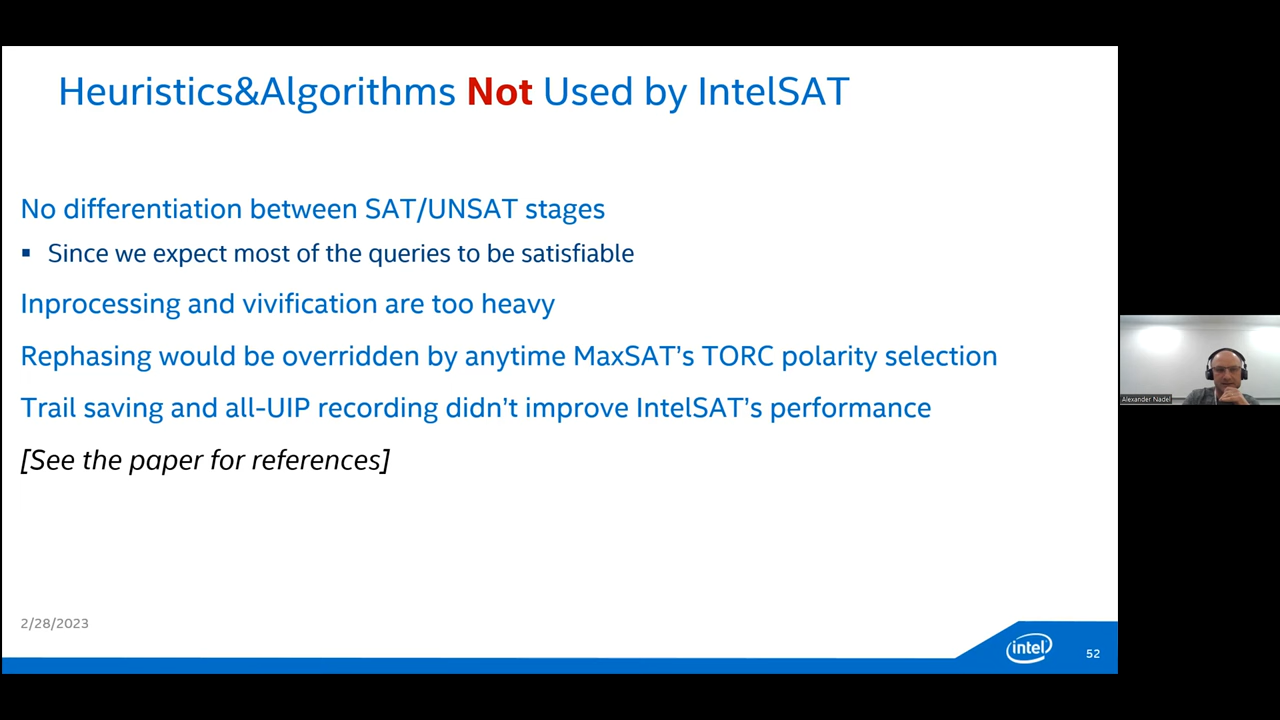 Heuristics&Algorithms Not Used by IntelSAT
No differentiation between SAT/UNSAT stages
▪ Since we expect most of the queries to be satisfiable
Inprocessing and vivification are too heavy
Rephasing would be overridden by anytime MaxSAT’s TORC polarity selection
Trail saving and all-UIP recording didn’t improve IntelSAT’s performance
[See the paper for references]
2/28/2023
intel
52
Alexander Nadel